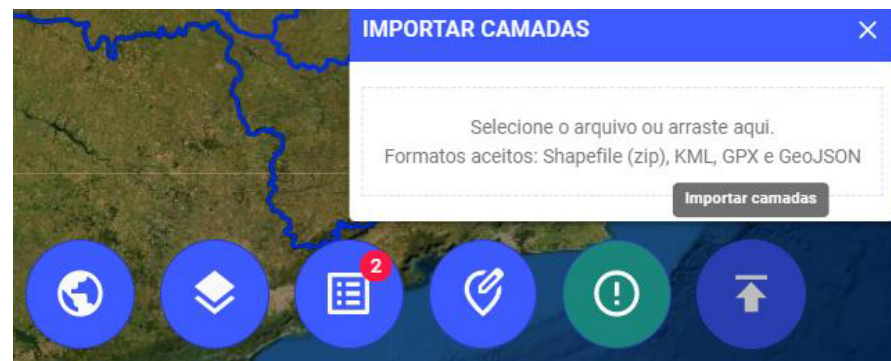 IMPORTAR CAMADAS
Selecione o arquivo ou arraste aqui.
Formatos aceitos: Shapefile (zip), KML, GPX e GeoJSON
Importar camadas
2